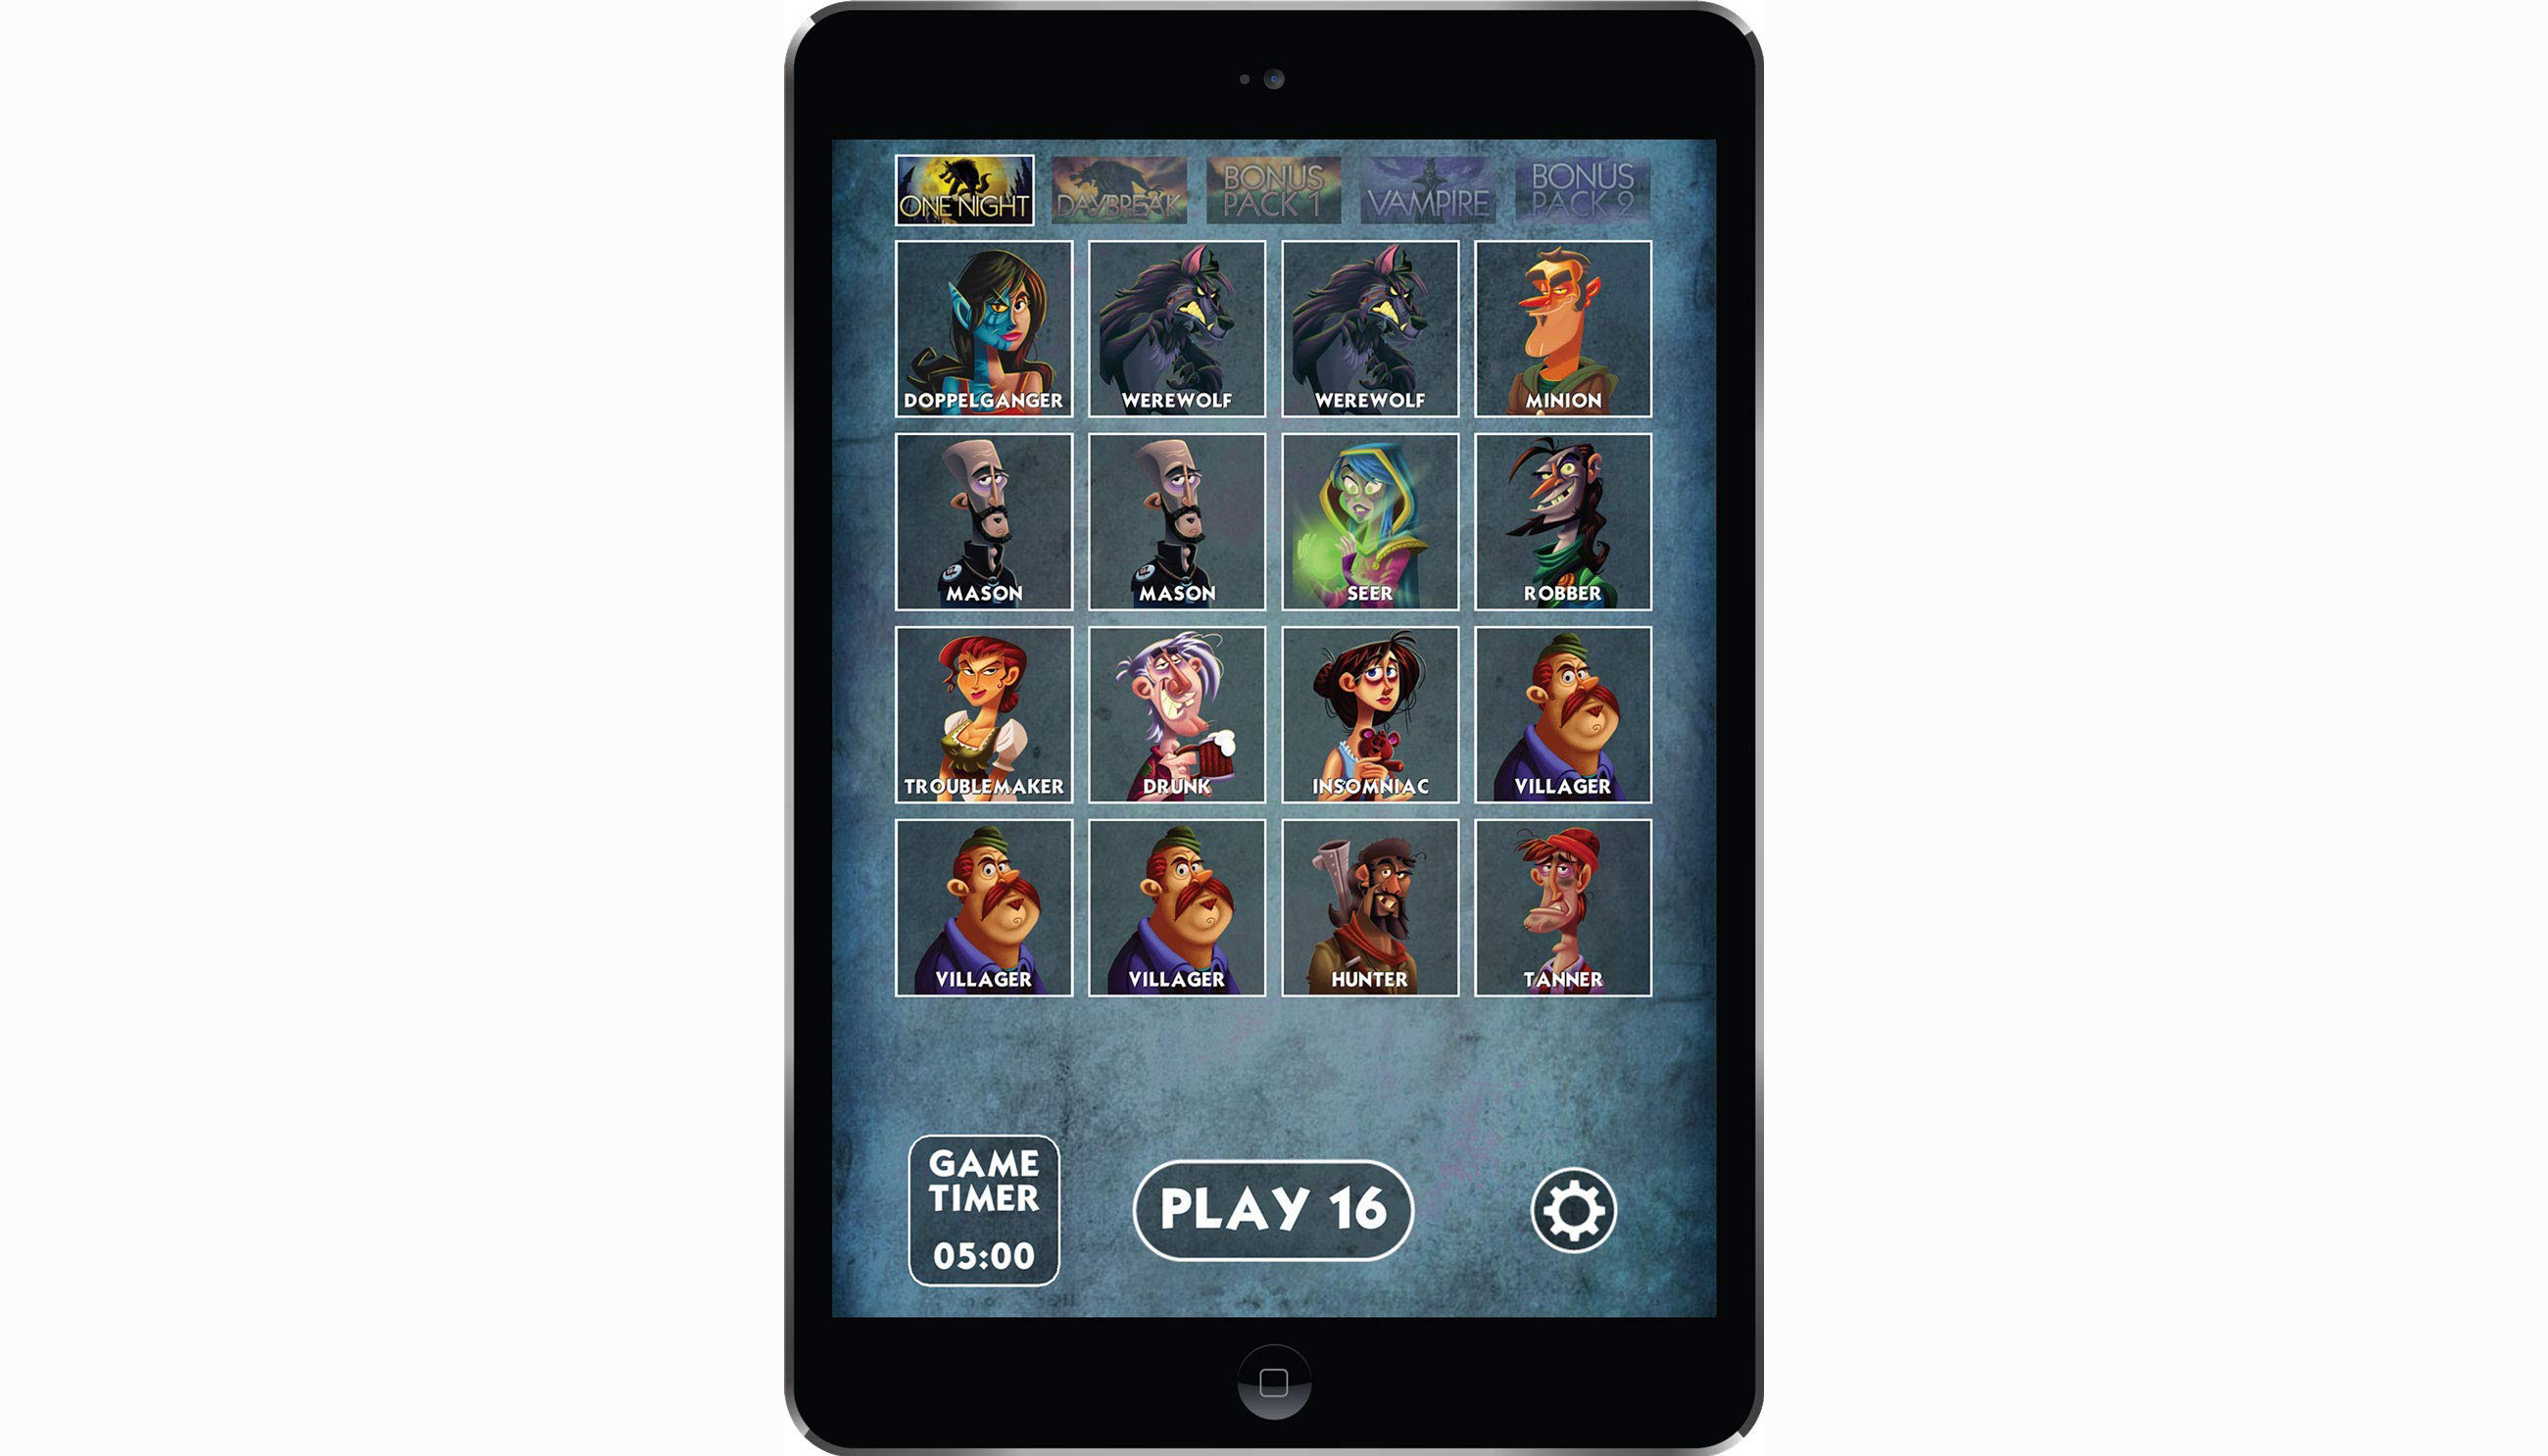 ONE NIGHT
DAYBREAK
BONUS
PACK 1
VAMPIRE
BONUS
PACK 2
DOPPELGANGER
WEREWOLF
WEREWOLF
MINION
MASON
MASON
SEER
ROBBER
TROUBLEMAKER
DRUNK
INSOMNIAC
VILLAGER
VILLAGER
VILLAGER
HUNTER
TANNER
GAME
TIMER
05:00
PLAY 16